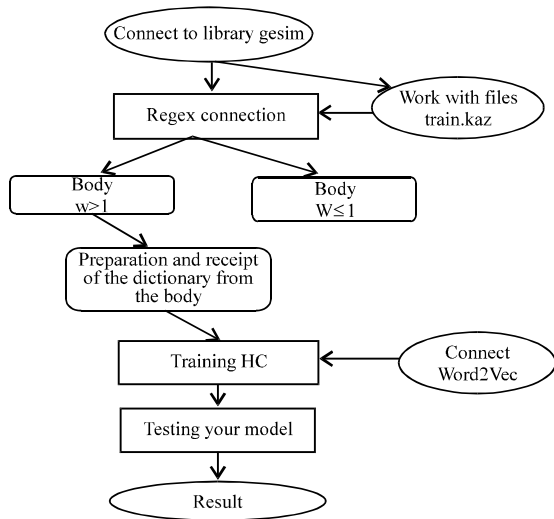 Connect to library gesim
Work with files
train.kaz
Regex connection
Body
w>1
Body
W≤1
Preparation and receipt
of the dictionary from
the body
Training HC
Connect
Word2Vec
Testing your model
Result